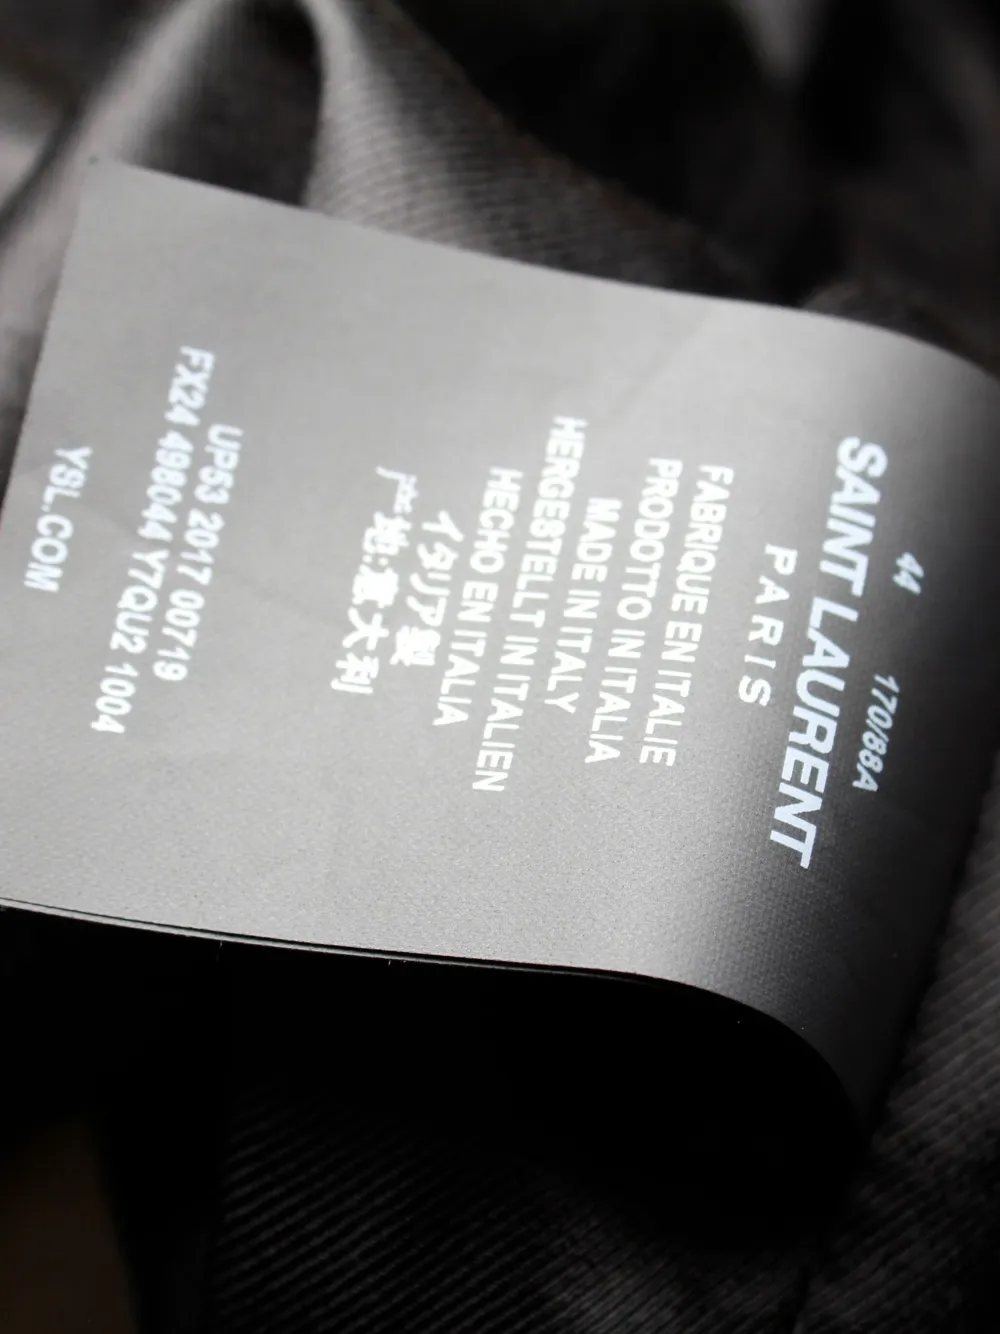 44 170/88A
SAINT LAURENT
PARIS
FABRIQUE EN ITALIE
PRODOTTO IN ITALIA
MADE IN ITALY
HERGESTELLT IN ITALIEN
HECHO EN ITALIA
イタリア製
产地:意大利
UP53 2017 00719
FX24 498044 Y7QU2 1004
YSL.COM